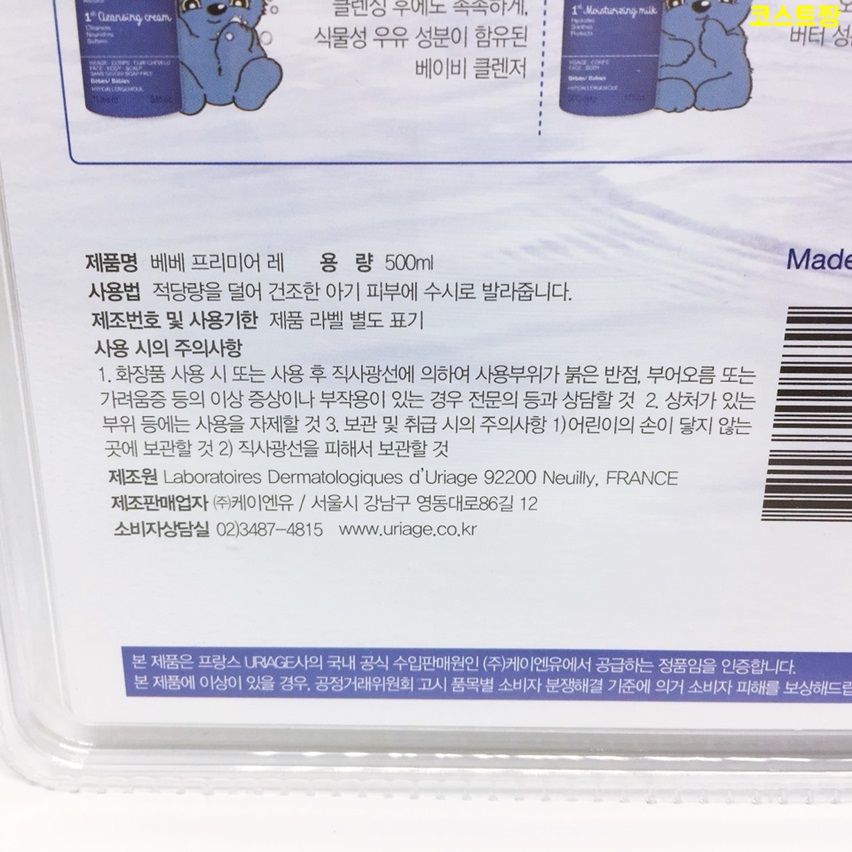 1st Cleansing cream
클렌징 후에도 촉촉하게,
식물성 우유 성분이 함유된
베이비 클렌저
VISAGE · CORPS · CUIR CHEVELU
FACE · BODY · SCALP
HYPOALLERGÉNIQUE
1st Moisturizing milk
VISAGE · CORPS
FACE · BODY
HYPOALLERGÉNIQUE
코스트짱
버터 성
제품명 베베 프리미어 레 용 량 500ml
사용법 적당량을 덜어 건조한 아기 피부에 수시로 발라줍니다.
제조번호 및 사용기한 제품 라벨 별도 표기
사용 시의 주의사항
1. 화장품 사용 시 또는 사용 후 직사광선에 의하여 사용부위가 붉은 반점, 부어오름 또는
가려움증 등의 이상 증상이나 부작용이 있는 경우 전문의 등과 상담할 것 2. 상처가 있는
부위 등에는 사용을 자제할 것 3. 보관 및 취급 시의 주의사항 1)어린이의 손이 닿지 않는
곳에 보관할 것 2) 직사광선을 피해서 보관할 것
제조원 Laboratoires Dermatologiques d'Uriage 92200 Neuilly, FRANCE
제조판매업자 ㈜케이엔유 / 서울시 강남구 영동대로86길 12
소비자상담실 02)3487-4815 www.uriage.co.kr
Made
본 제품은 프랑스 URIAGE사의 국내 공식 수입판매원인 (주)케이엔유에서 공급하는 정품임을 인증합니다.
본 제품에 이상이 있을 경우, 공정거래위원회 고시 품목별 소비자 분쟁해결 기준에 의거 소비자 피해를 보상해드립